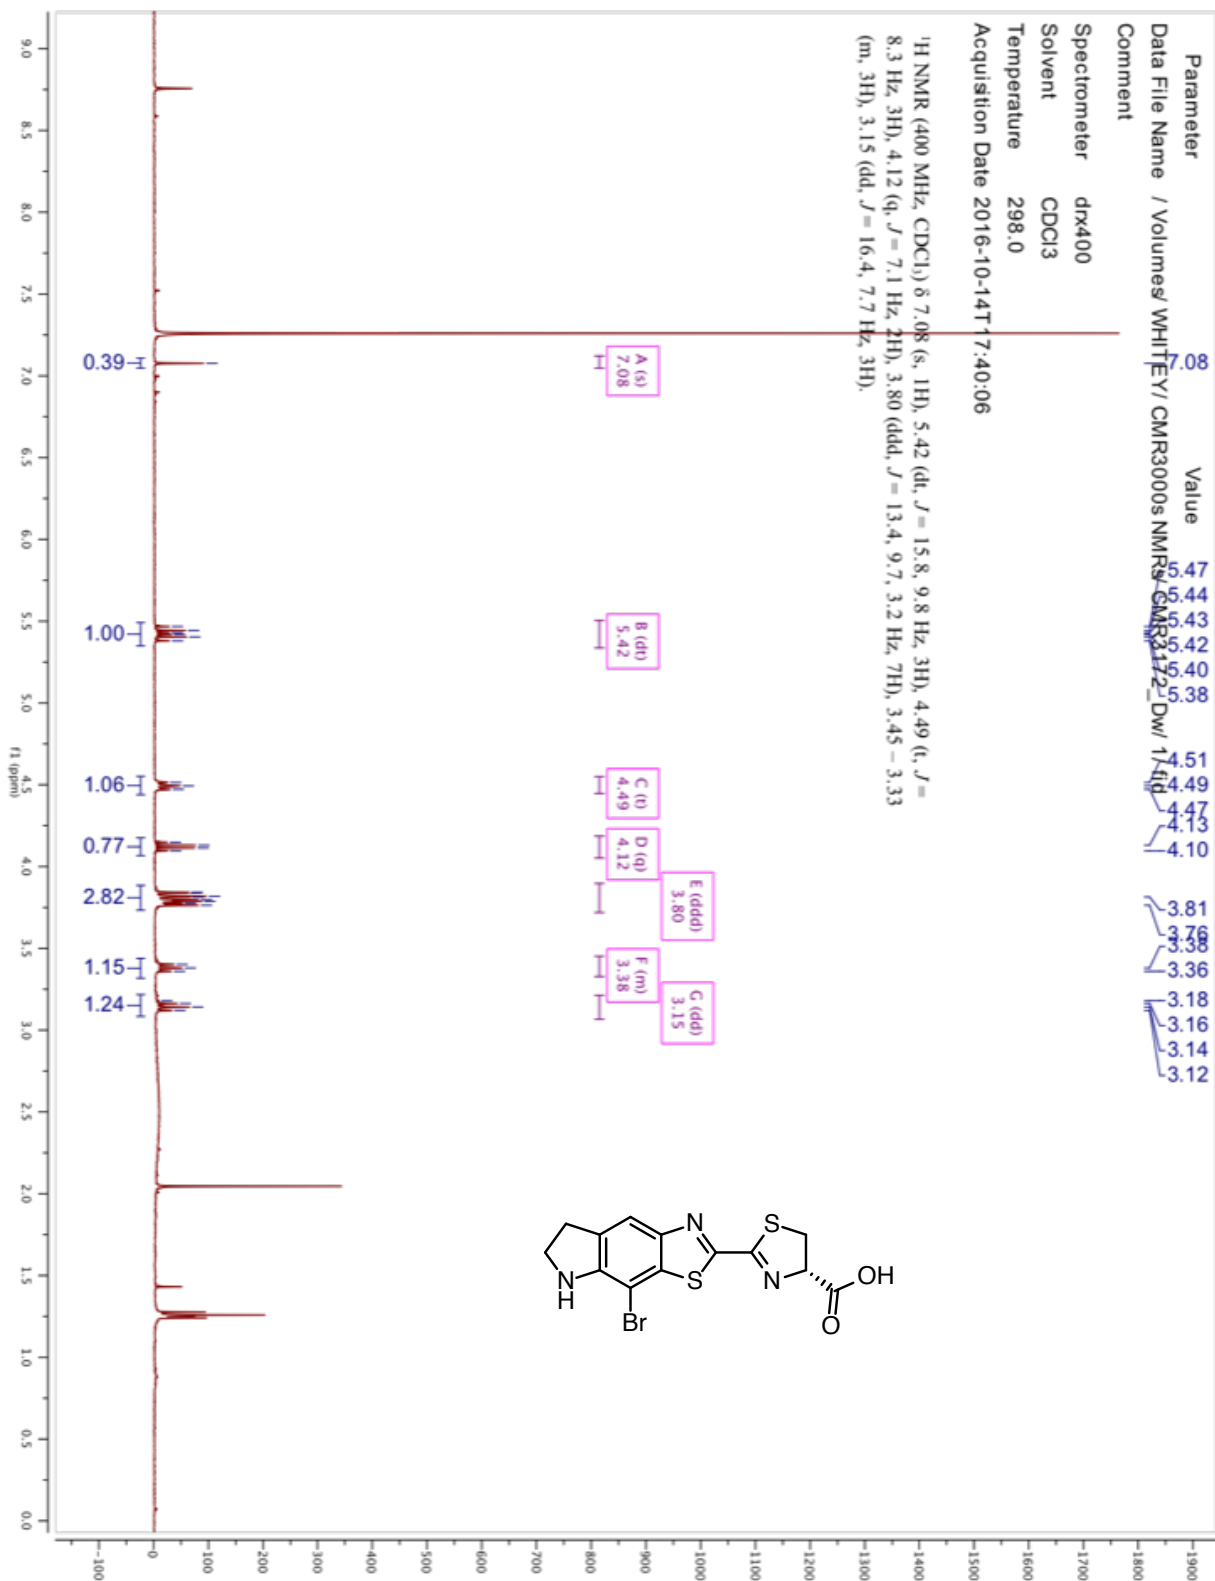 Parameter Value
Data File Name / Volumes/ WHITEY/ CMR3000s NMRs/ CMR3172_Dw/ 1/ fid
Comment
Spectrometer drx400
Solvent CDCl3
Temperature 298.0
Acquisition Date 2016-10-14T17:40:06
¹H NMR (400 MHz, CDCl₃) δ 7.08 (s, 1H), 5.42 (dt, J = 15.8, 9.8 Hz, 3H), 4.49 (t, J =
8.3 Hz, 3H), 4.12 (q, J = 7.1 Hz, 2H), 3.80 (ddd, J = 13.4, 9.7, 3.2 Hz, 7H), 3.45 – 3.33
(m, 3H), 3.15 (dd, J = 16.4, 7.7 Hz, 3H).
7.08
5.47
5.44
5.43
5.42
5.40
5.38
4.51
4.49
4.47
4.13
4.10
3.81
3.76
3.38
3.36
3.18
3.16
3.14
3.12
A (s)
7.08
B (dt)
5.42
C (t)
4.49
D (q)
4.12
E (ddd)
3.80
F (m)
3.38
G (dd)
3.15
N
S
N
H
Br
S
N
OH
O
0.39
1.00
1.06
0.77
2.82
1.15
1.24
9.0 8.5 8.0 7.5 7.0 6.5 6.0 5.5 5.0 4.5 4.0 3.5 3.0 2.5 2.0 1.5 1.0 0.5 0.0
f1 (ppm)
1900
1800
1700
1600
1500
1400
1300
1200
1100
1000
900
800
700
600
500
400
300
200
100
0
-100